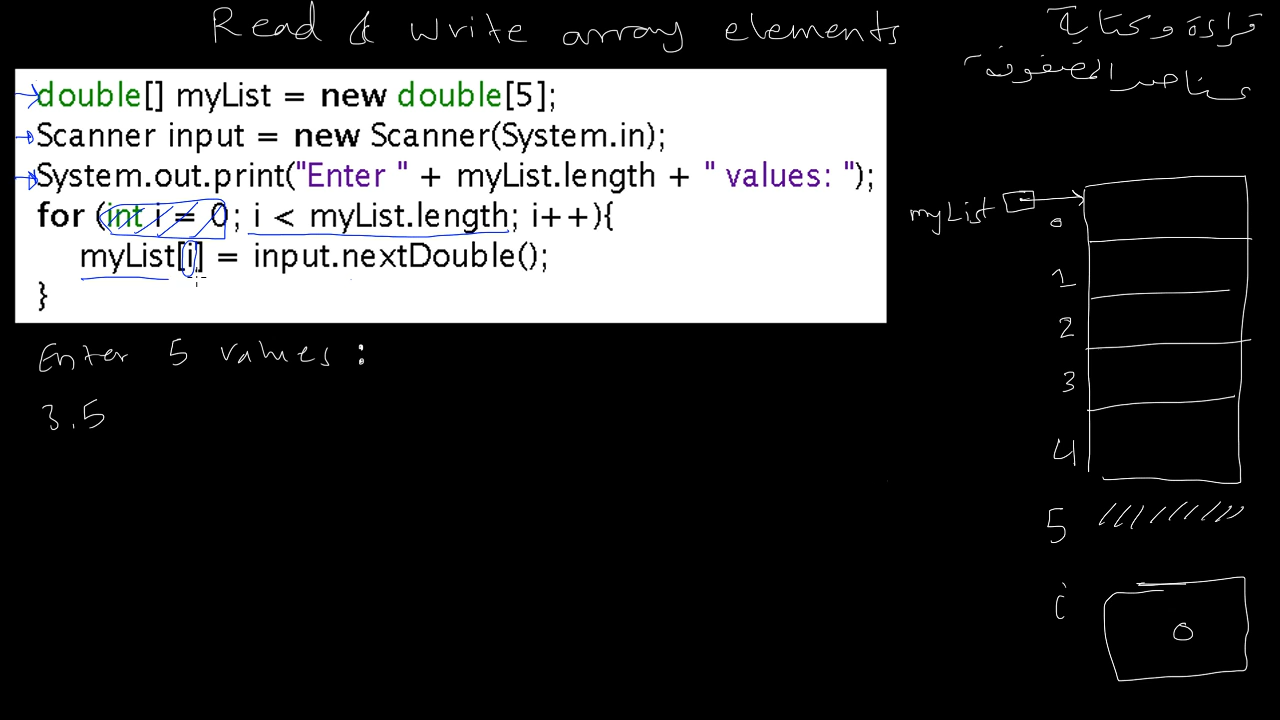 Read & Write array elements
قراءة وكتابة
عناصر المصفوفة
double[] myList = new double[5];
Scanner input = new Scanner(System.in);
System.out.print("Enter " + myList.length + " values: ");
for (int i = 0; i < myList.length; i++){
myList[i] = input.nextDouble();
}
Enter 5 values :
3.5
myList
0
1
2
3
4
5
i
0